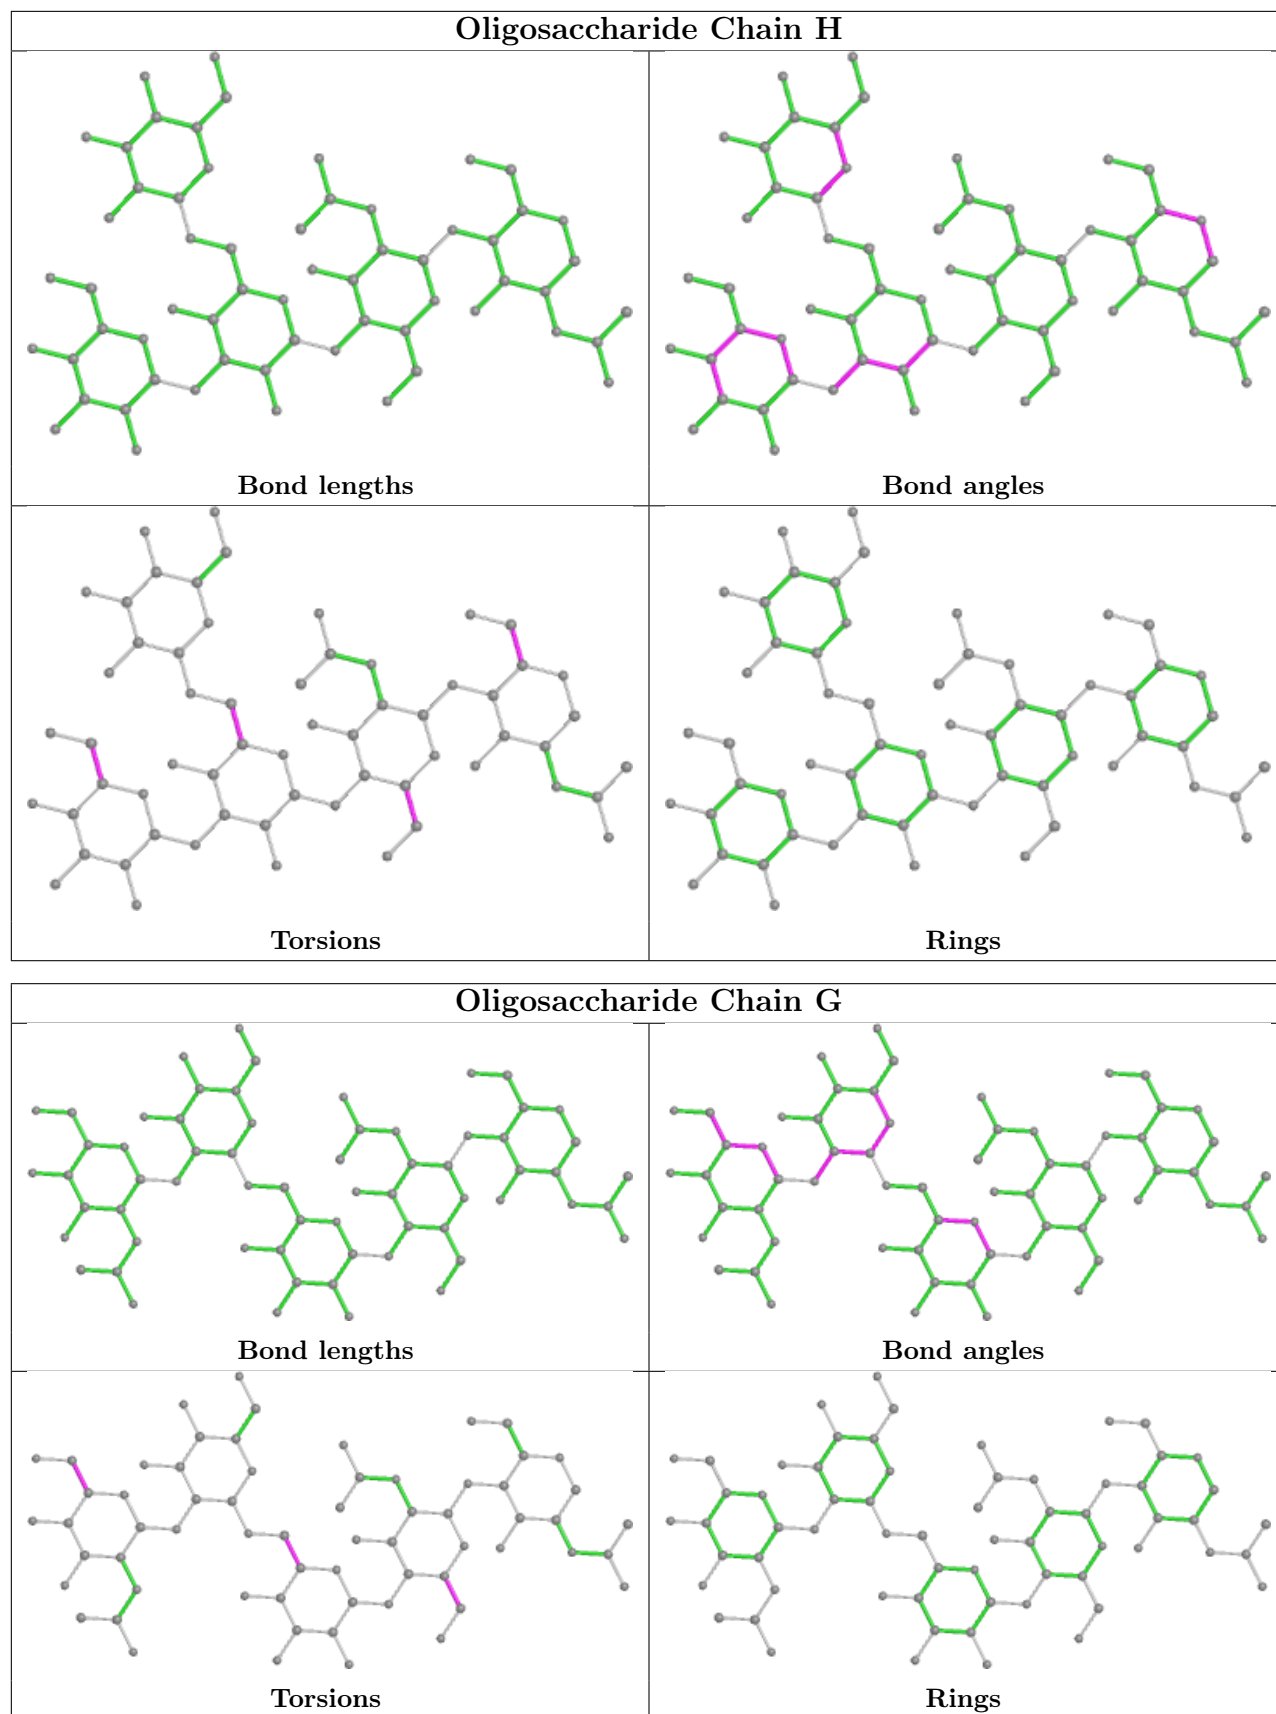 Oligosaccharide Chain H
Bond lengths
Bond angles
Torsions
Rings
Oligosaccharide Chain G
Bond lengths
Bond angles
Torsions
Rings